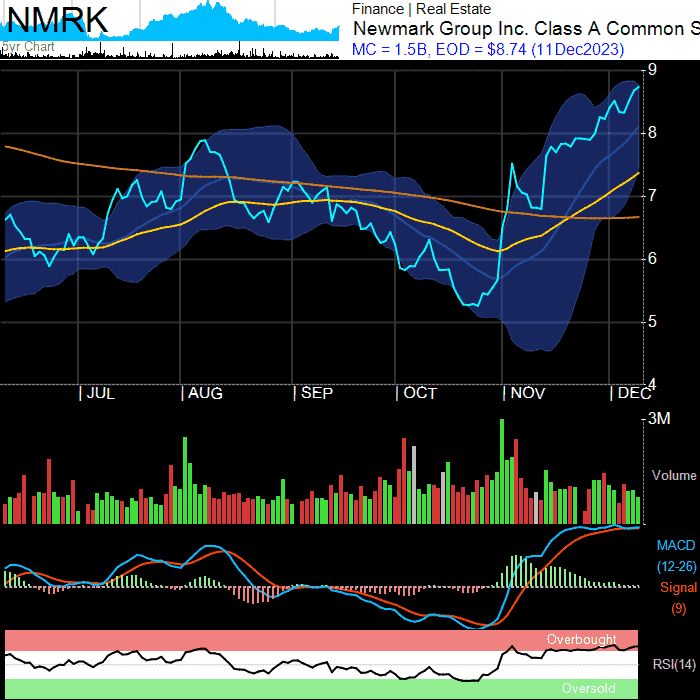 NMRK
5yr Chart
Finance | Real Estate
Newmark Group Inc. Class A Common S
MC = 1.5B, EOD = $8.74 (11Dec2023)
9
8
7
6
5
4
| JUL | AUG | SEP | OCT | NOV | DEC
3M
Volume
MACD
(12-26)
Signal
(9)
Overbought
RSI(14)
Oversold